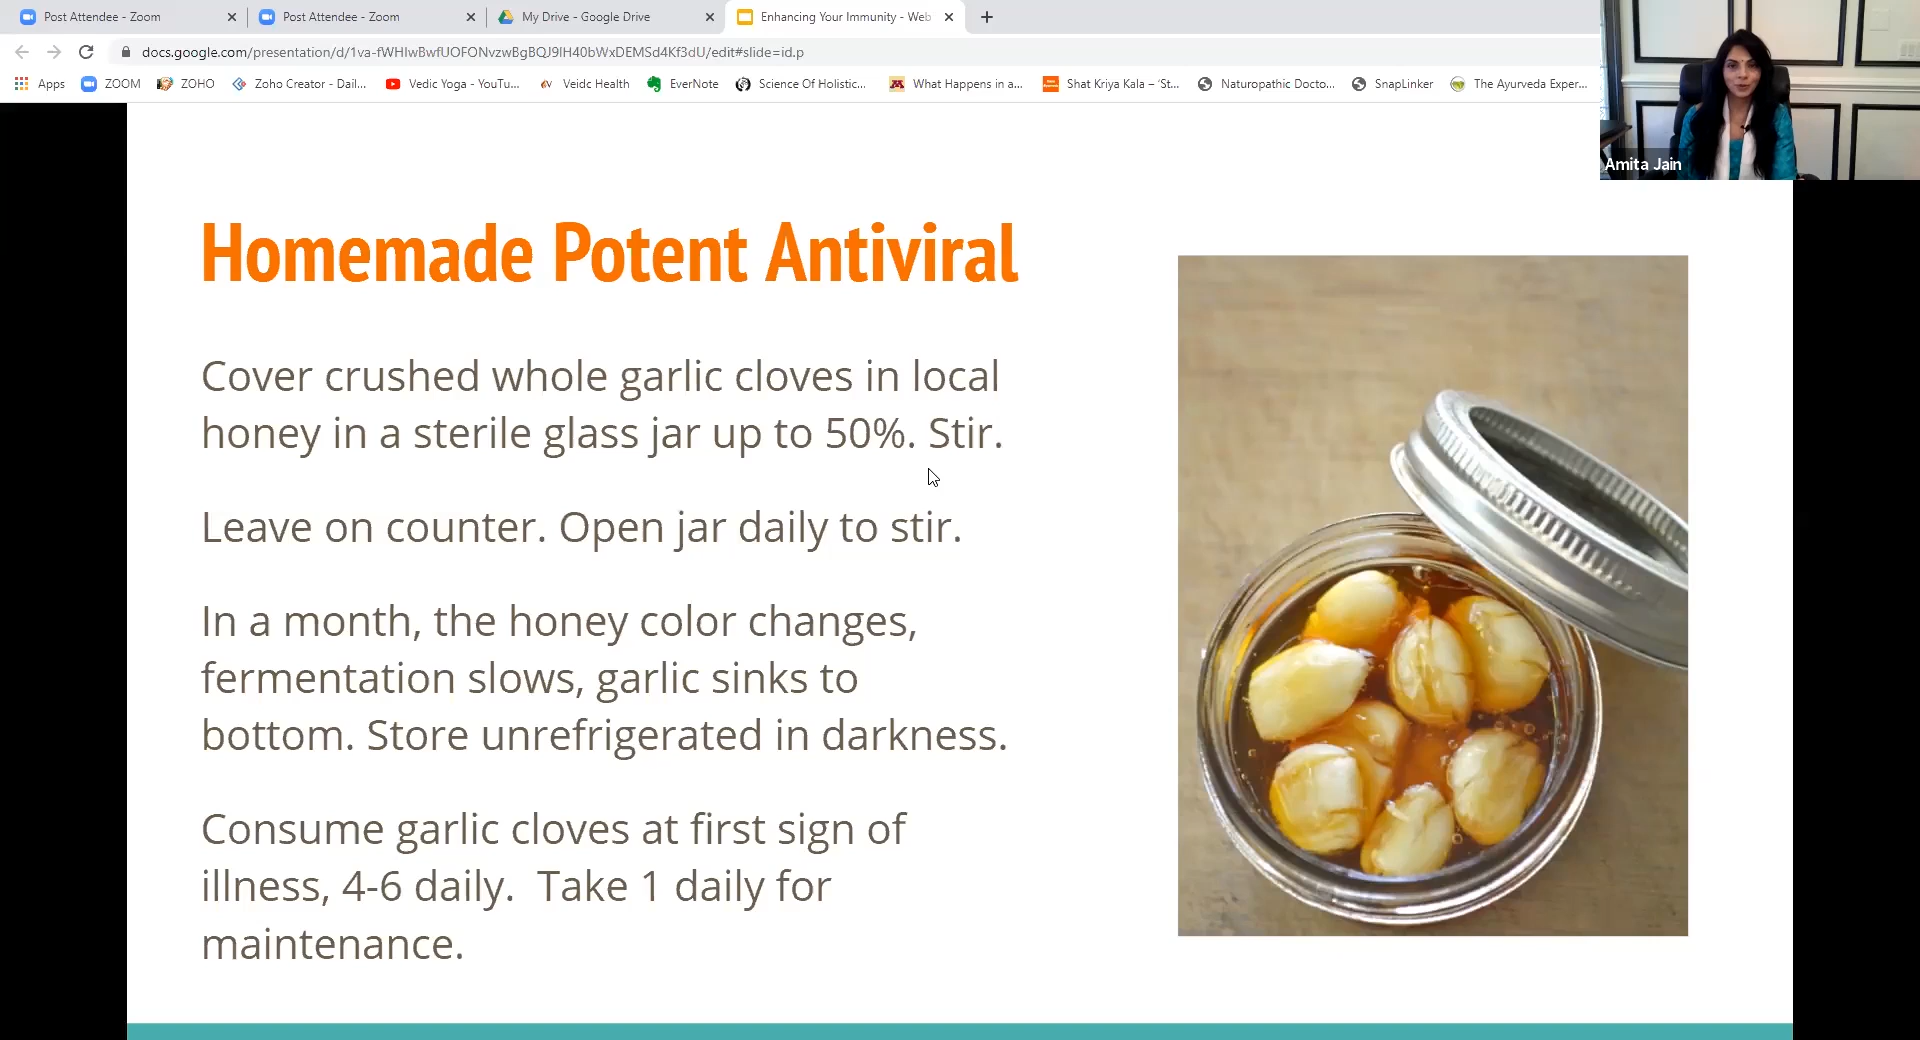 Post Attendee - Zoom
Post Attendee - Zoom
My Drive - Google Drive
Enhancing Your Immunity - Web
docs.google.com/presentation/d/1va-fWHlwBwfUOFONvzwBgBQJ9lH40bWxDEMSd4Kf3dU/edit#slide=id.p
Apps
ZOOM
ZOHO
Zoho Creator - Dail...
Vedic Yoga - YouTu...
Veidc Health
EverNote
Science Of Holistic...
What Happens in a...
Shat Kriya Kala – 'St...
Naturopathic Docto...
SnapLinker
The Ayurveda Exper...
Amita Jain
Homemade Potent Antiviral
Cover crushed whole garlic cloves in local
honey in a sterile glass jar up to 50%. Stir.
Leave on counter. Open jar daily to stir.
In a month, the honey color changes,
fermentation slows, garlic sinks to
bottom. Store unrefrigerated in darkness.
Consume garlic cloves at first sign of
illness, 4-6 daily.  Take 1 daily for
maintenance.